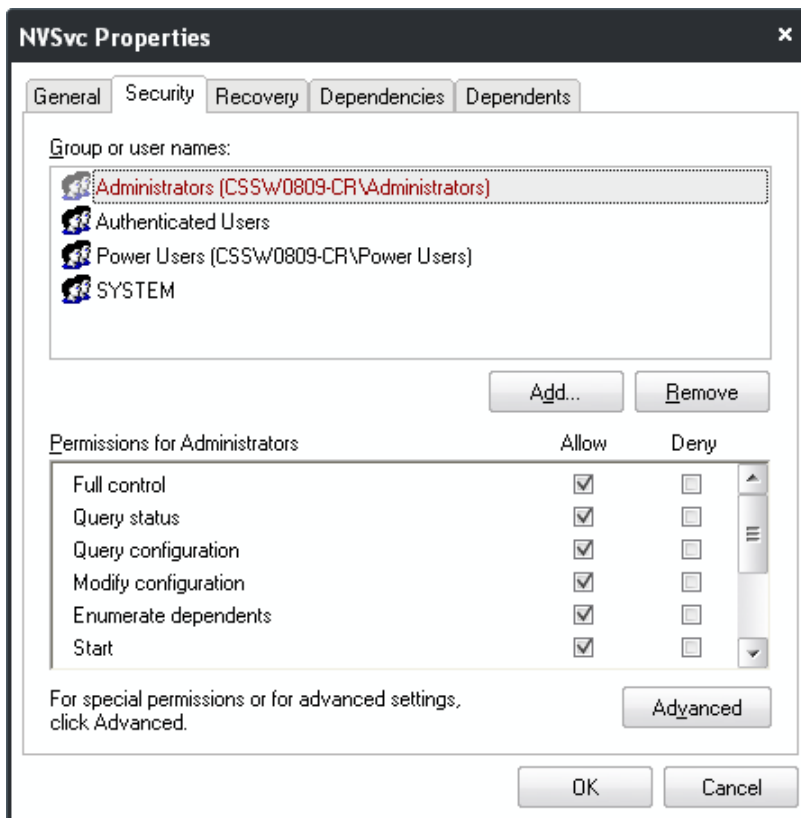 NVSvc Properties
General Security Recovery Dependencies Dependents
Group or user names:
Administrators (CSSW0809-CR\Administrators)
Authenticated Users
Power Users (CSSW0809-CR\Power Users)
SYSTEM
Add... Remove
Permissions for Administrators Allow Deny
Full control
Query status
Query configuration
Modify configuration
Enumerate dependents
Start
For special permissions or for advanced settings,
click Advanced.
Advanced
OK Cancel